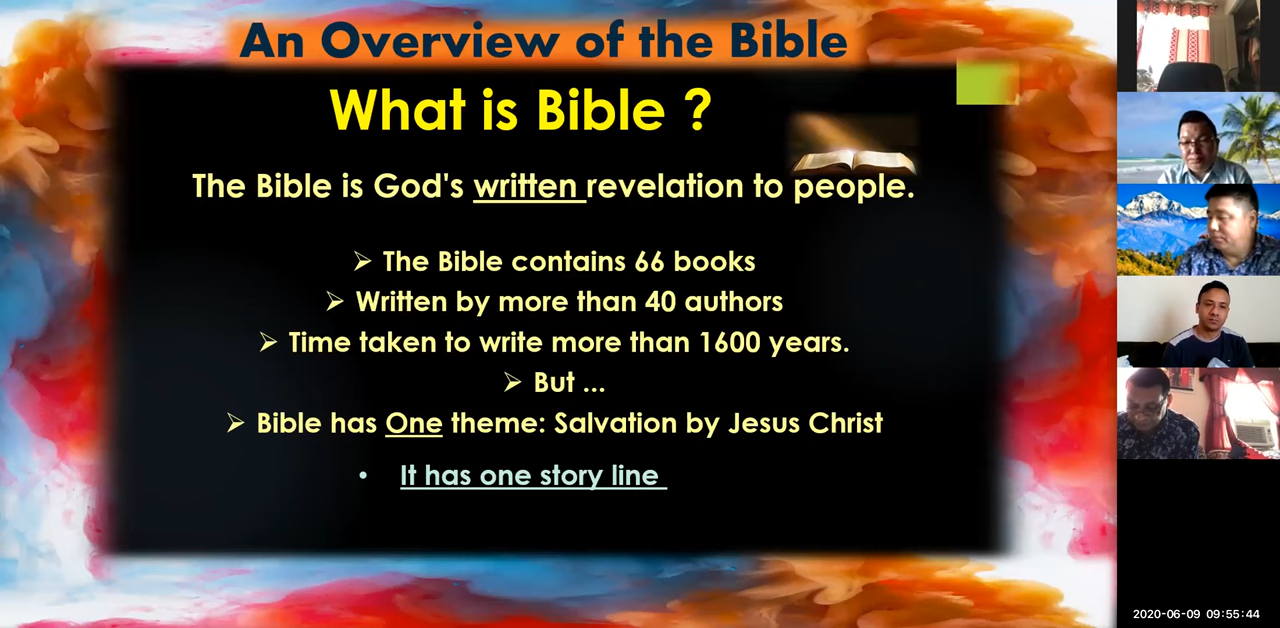 An Overview of the Bible
What is Bible ?
The Bible is God's written revelation to people.
➢ The Bible contains 66 books
➢ Written by more than 40 authors
➢ Time taken to write more than 1600 years.
➢ But ...
➢ Bible has One theme: Salvation by Jesus Christ
• It has one story line
2020-06-09 09:55:44